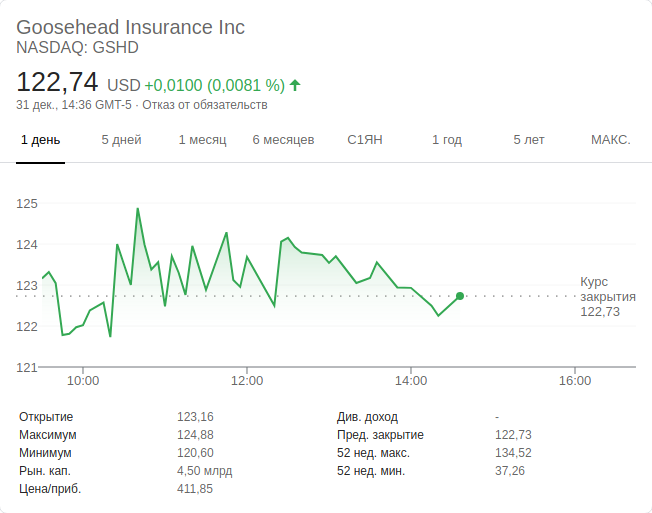 Goosehead Insurance Inc
NASDAQ: GSHD
122,74 USD +0,0100 (0,0081 %)
31 дек., 14:36 GMT-5 · Отказ от обязательств
1 день 5 дней 1 месяц 6 месяцев С1ЯН 1 год 5 лет МАКС.
125
124
123
122
121
Курс
закрытия
122,73
10:00 12:00 14:00 16:00
Открытие 123,16 Див. доход -
Максимум 124,88 Пред. закрытие 122,73
Минимум 120,60 52 нед. макс. 134,52
Рын. кап. 4,50 млрд 52 нед. мин. 37,26
Цена/приб. 411,85